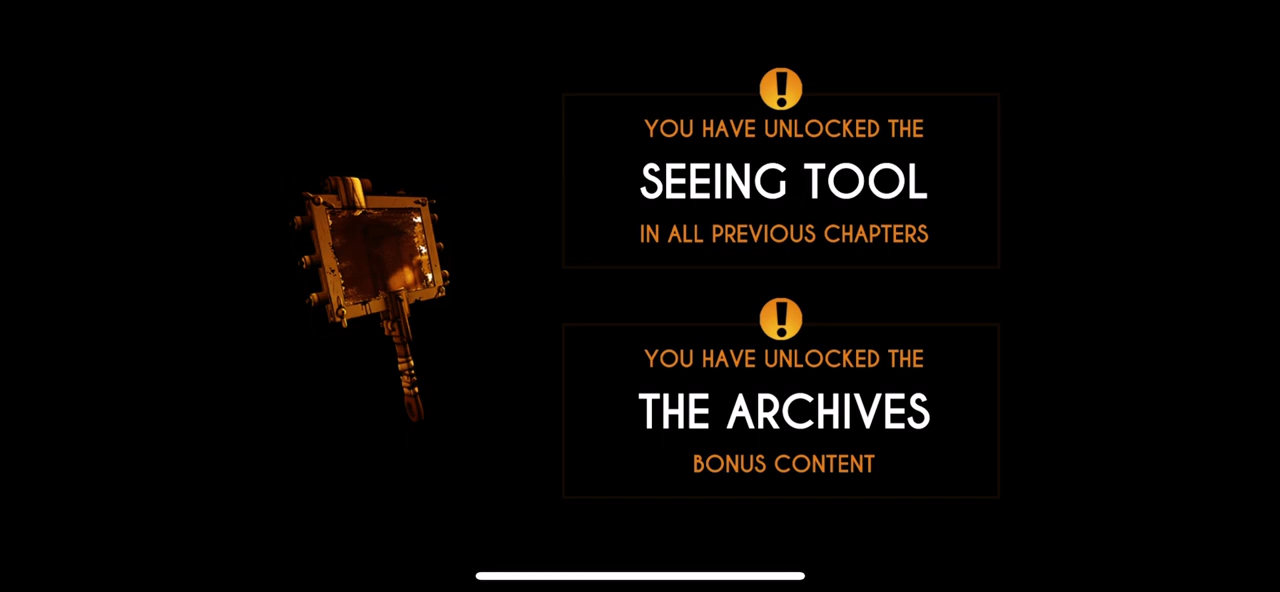 YOU HAVE UNLOCKED THE
SEEING TOOL
IN ALL PREVIOUS CHAPTERS
YOU HAVE UNLOCKED THE
THE ARCHIVES
BONUS CONTENT